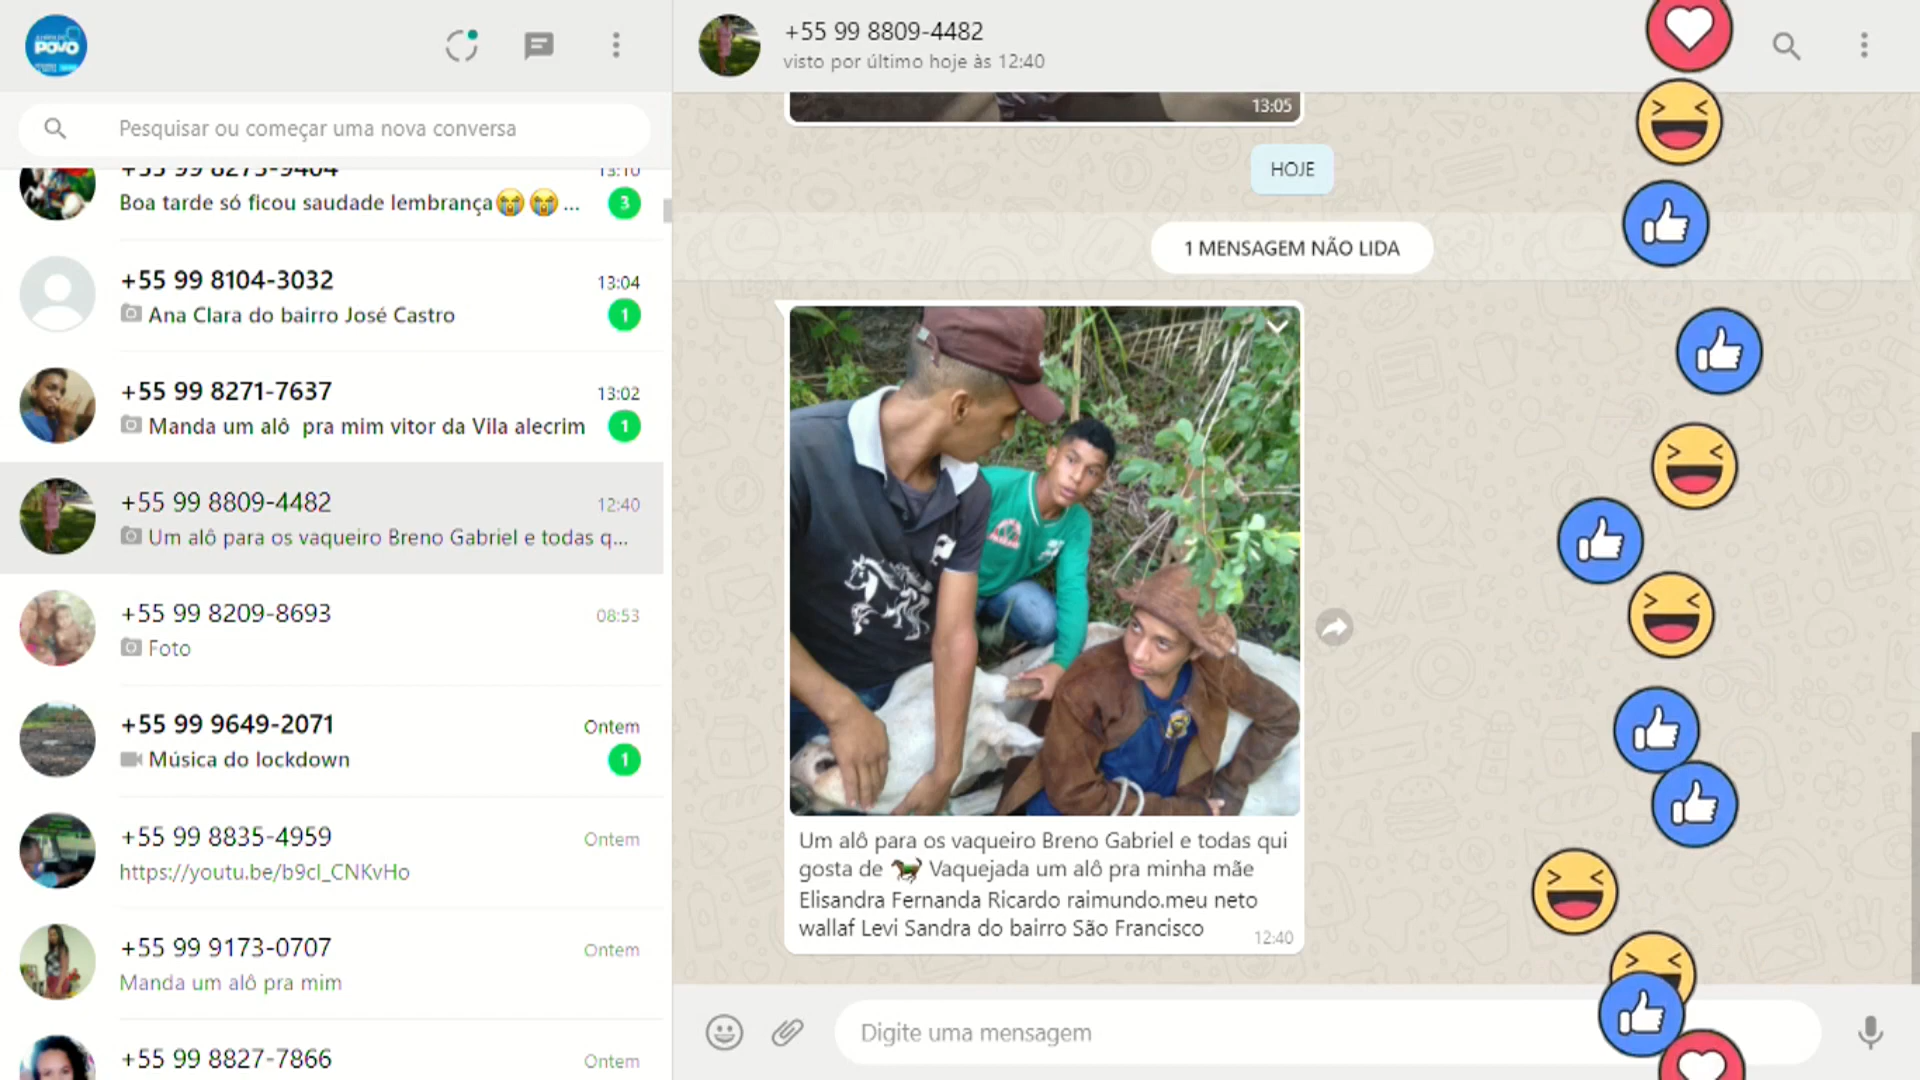 POVO
Pesquisar ou começar uma nova conversa
+55 99 8273-9404
13:10
Boa tarde só ficou saudade lembrança😭😭...
3
+55 99 8104-3032
13:04
Ana Clara do bairro José Castro
1
+55 99 8271-7637
13:02
Manda um alô pra mim vitor da Vila alecrim
1
+55 99 8809-4482
12:40
Um alô para os vaqueiro Breno Gabriel e todas q...
+55 99 8209-8693
08:53
Foto
+55 99 9649-2071
Ontem
Música do lockdown
1
+55 99 8835-4959
Ontem
https://youtu.be/b9cl_CNKvHo
+55 99 9173-0707
Ontem
Manda um alô pra mim
+55 99 8827-7866
Ontem
+55 99 8809-4482
visto por último hoje às 12:40
13:05
HOJE
1 MENSAGEM NÃO LIDA
Um alô para os vaqueiro Breno Gabriel e todas qui
gosta de 🐎 Vaquejada um alô pra minha mãe
Elisandra Fernanda Ricardo raimundo.meu neto
wallaf Levi Sandra do bairro São Francisco
12:40
Digite uma mensagem